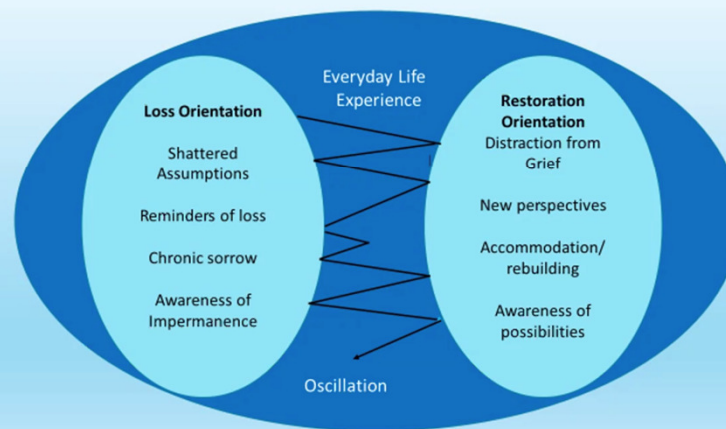 Everyday Life
Experience
Loss Orientation
Shattered
Assumptions
Reminders of loss
Chronic sorrow
Awareness of
Impermanence
Restoration
Orientation
Distraction from
Grief
New perspectives
Accommodation/
rebuilding
Awareness of
possibilities
Oscillation